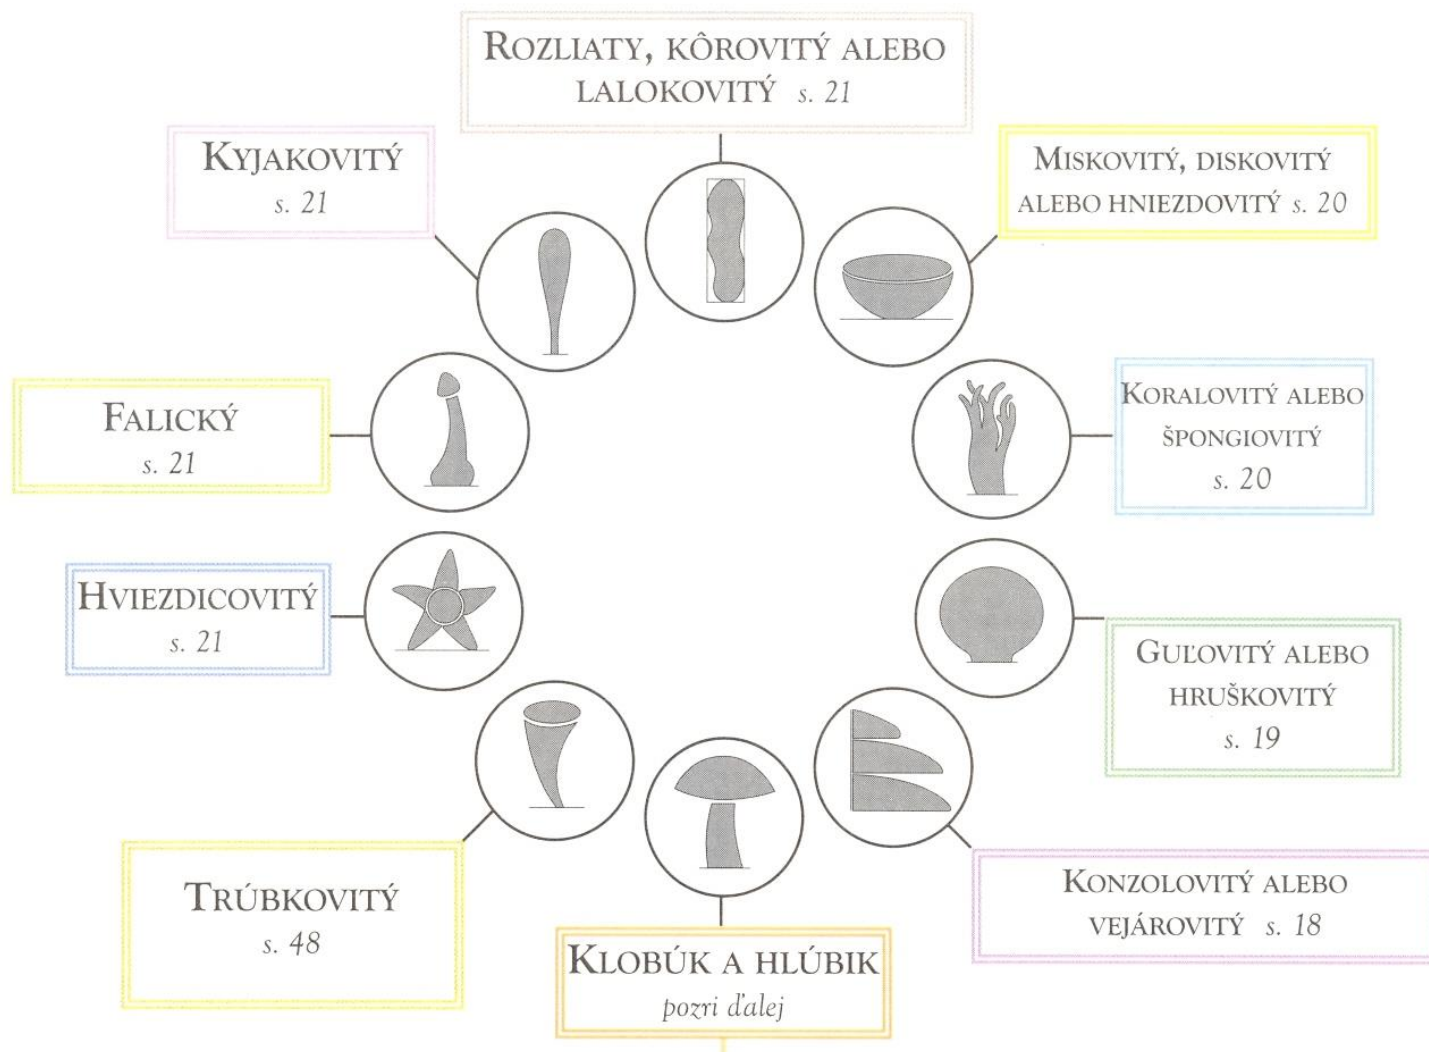 Rozliaty, kôrovitý alebo
lalokovitý s. 21
Kyjakovitý
s. 21
Miskovitý, diskovitý
alebo hniezdovitý s. 20
Falický
s. 21
Koralovitý alebo
špongiovitý
s. 20
Hviezdicovitý
s. 21
Guľovitý alebo
hruškovitý
s. 19
Trúbkovitý
s. 48
Konzolovitý alebo
vejárovitý s. 18
Klobúk a hlúbik
pozri ďalej